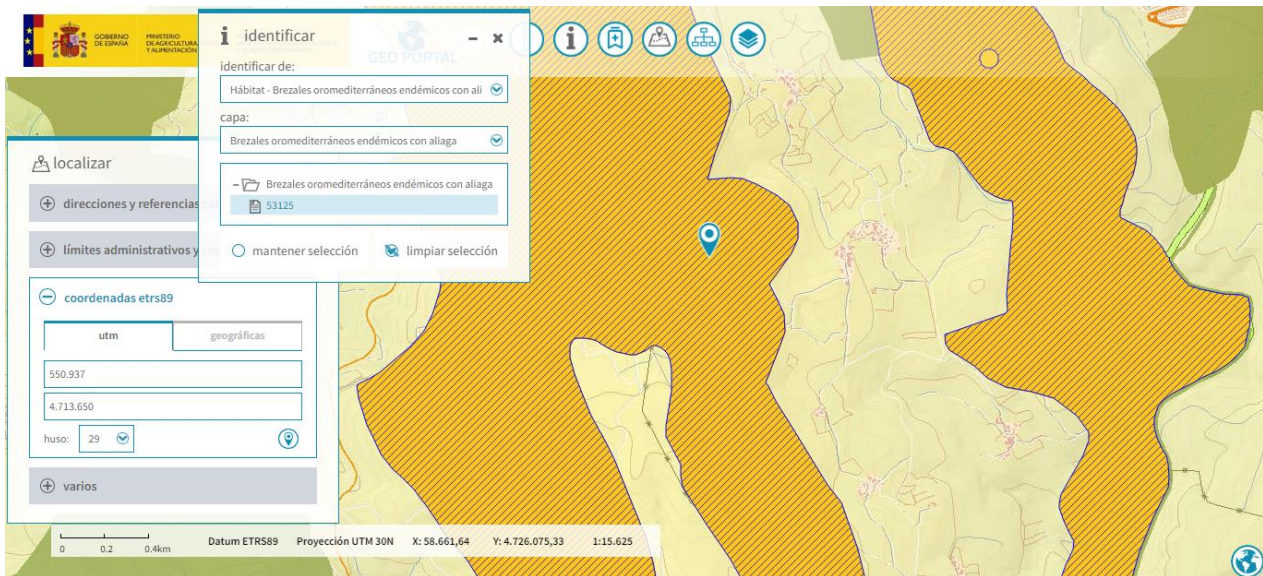 GOBIERNO
DE ESPAÑA
MINISTERIO
DE AGRICULTURA
Y ALIMENTACIÓN
GEO PORTAL
i identificar
identificar de:
Hábitat - Brezales oromediterráneos endémicos con ali
capa:
Brezales oromediterráneos endémicos con aliaga
Brezales oromediterráneos endémicos con aliaga
53125
mantener selección
limpiar selección
localizar
direcciones y referencias
límites administrativos y
coordenadas etrs89
utm
geográficas
550.937
4.713.650
huso: 29
varios
0 0.2 0.4km
Datum ETRS89 Proyección UTM 30N X: 58.661,64 Y: 4.726.075,33 1:15.625